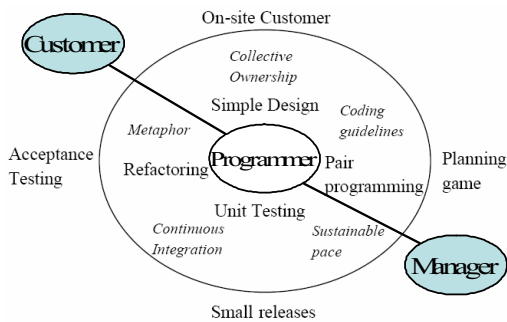 On-site Customer
Customer
Collective
Ownership
Simple Design
Coding
guidelines
Metaphor
Acceptance
Testing
Refactoring
Programmer
Pair
programming
Planning
game
Unit Testing
Continuous
Integration
Sustainable
pace
Manager
Small releases